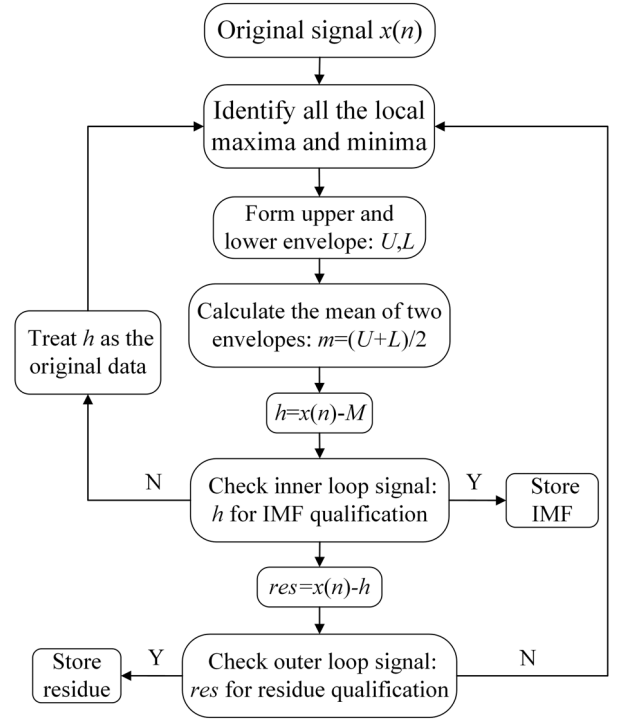 Original signal x(n)
Identify all the local
maxima and minima
Form upper and
lower envelope: U,L
Calculate the mean of two
envelopes: m=(U+L)/2
Treat h as the
original data
h=x(n)-M
N
Check inner loop signal:
h for IMF qualification
Y
Store
IMF
res=x(n)-h
Store
residue
Y
Check outer loop signal:
res for residue qualification
N